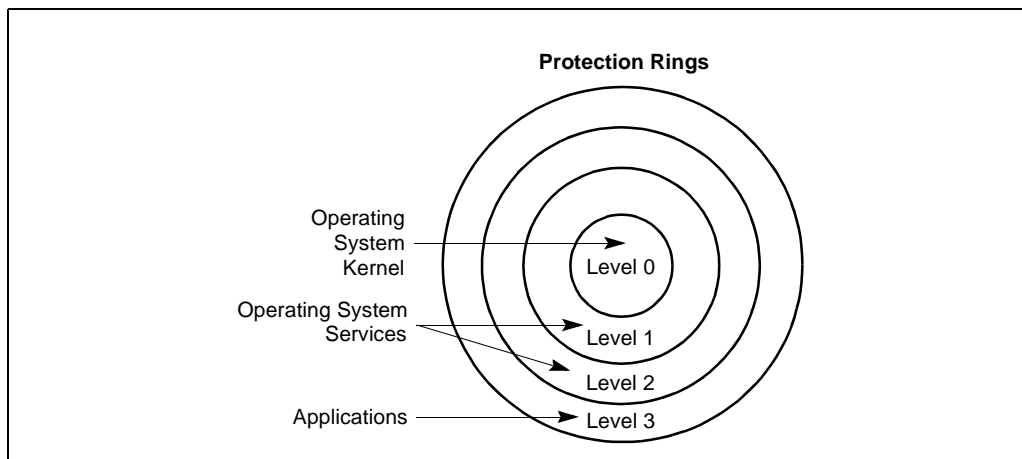 Protection Rings
Operating
System
Kernel
Level 0
Operating System
Services
Level 1
Level 2
Applications
Level 3